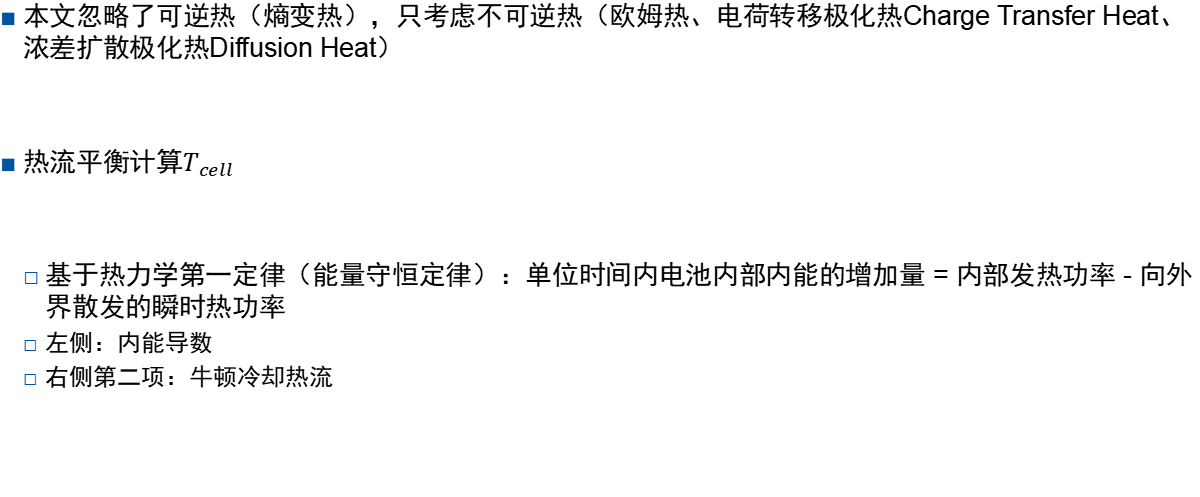 ■ 本文忽略了可逆热（熵变热），只考虑不可逆热（欧姆热、电荷转移极化热Charge Transfer Heat、
浓差扩散极化热Diffusion Heat）
■ 热流平衡计算T_cell
□ 基于热力学第一定律（能量守恒定律）：单位时间内电池内部内能的增加量 = 内部发热功率 - 向外
界散发的瞬时热功率
□ 左侧：内能导数
□ 右侧第二项：牛顿冷却热流